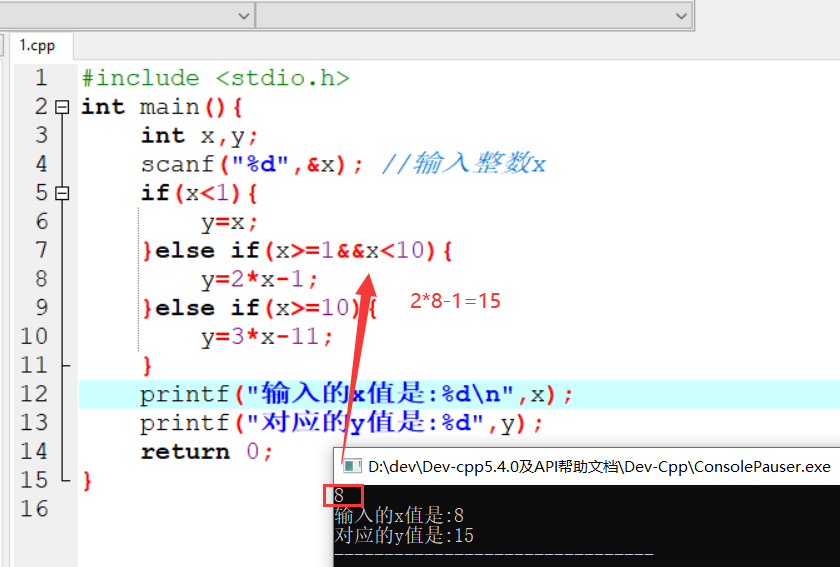 1.cpp
1 #include <stdio.h>
2 int main(){
3 int x,y;
4 scanf("%d",&x); //输入整数x
5 if(x<1){
6 y=x;
7 }else if(x>=1&&x<10){
8 y=2*x-1;
9 }else if(x>=10){
2*8-1=15
10 y=3*x-11;
11 }
12 printf("输入的x值是:%d\n",x);
13 printf("对应的y值是:%d",y);
14 return 0;
15 }
16
D:\dev\Dev-cpp5.4.0及API帮助文档\Dev-Cpp\ConsolePauser.exe
8
输入的x值是:8
对应的y值是:15
--------------------------------